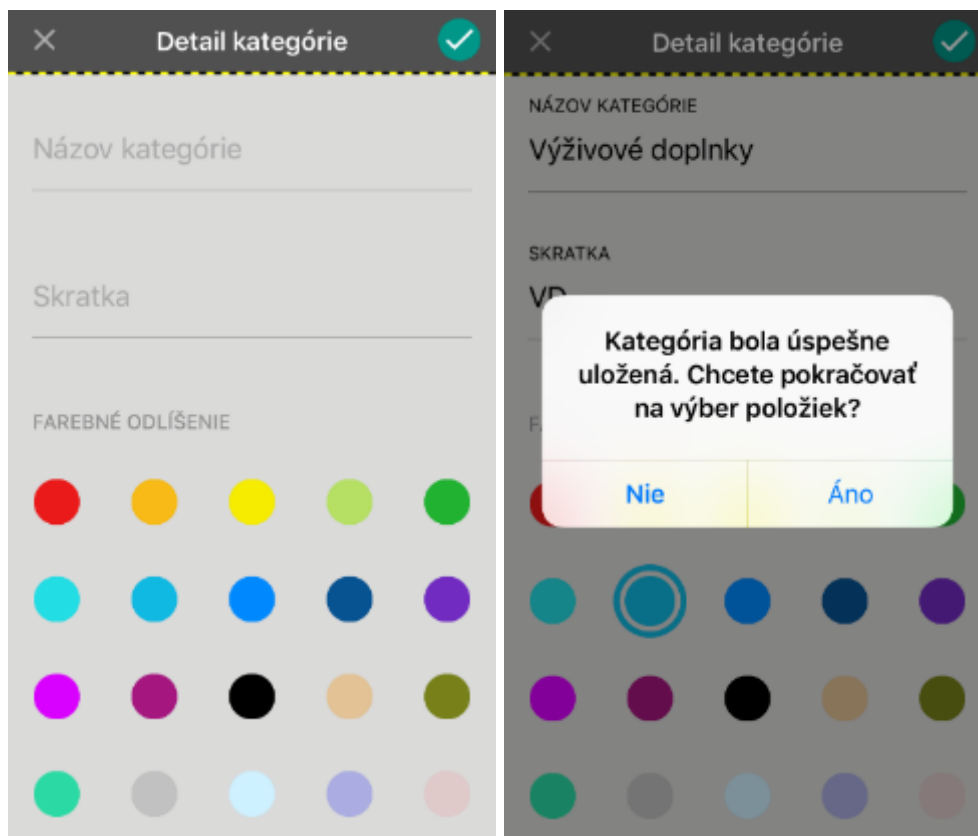 Detail kategórie
Názov kategórie
Skratka
FAREBNÉ ODLÍŠENIE
Detail kategórie
NÁZOV KATEGÓRIE
Výživové doplnky
SKRATKA
VD
Kategória bola úspešne
uložená. Chcete pokračovať
na výber položiek?
Nie
Áno